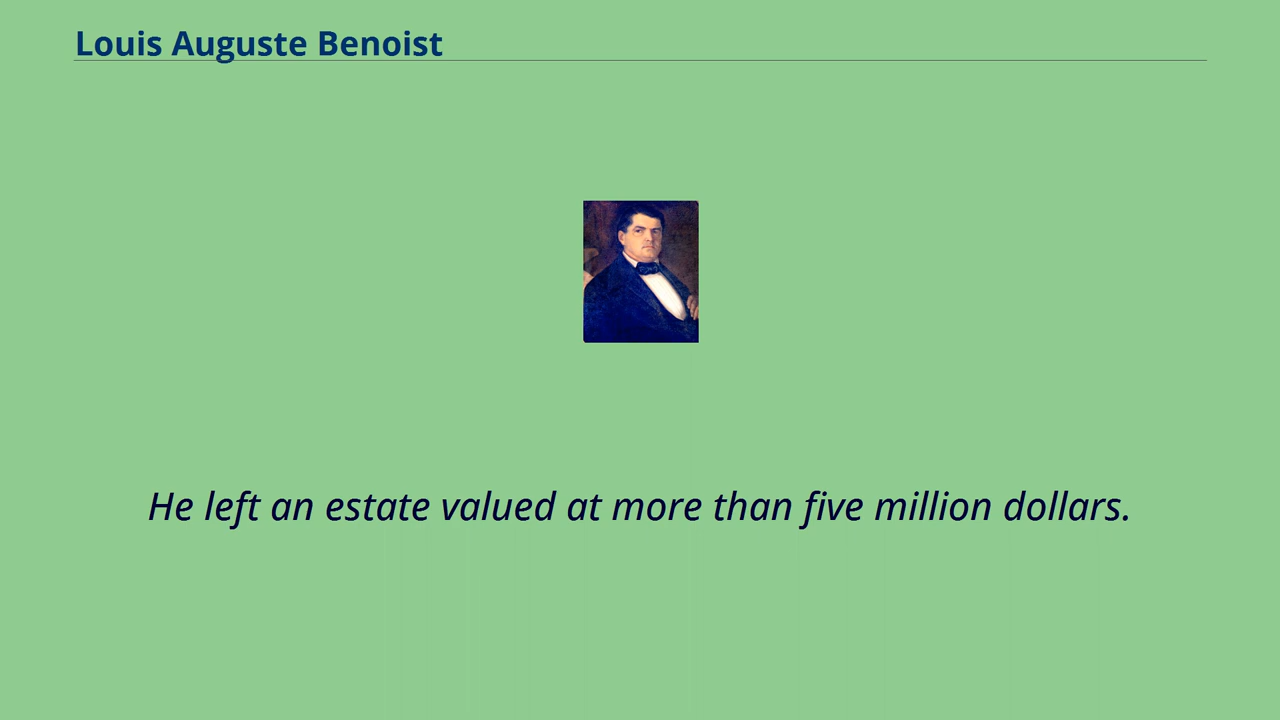 Louis Auguste Benoist
He left an estate valued at more than five million dollars.